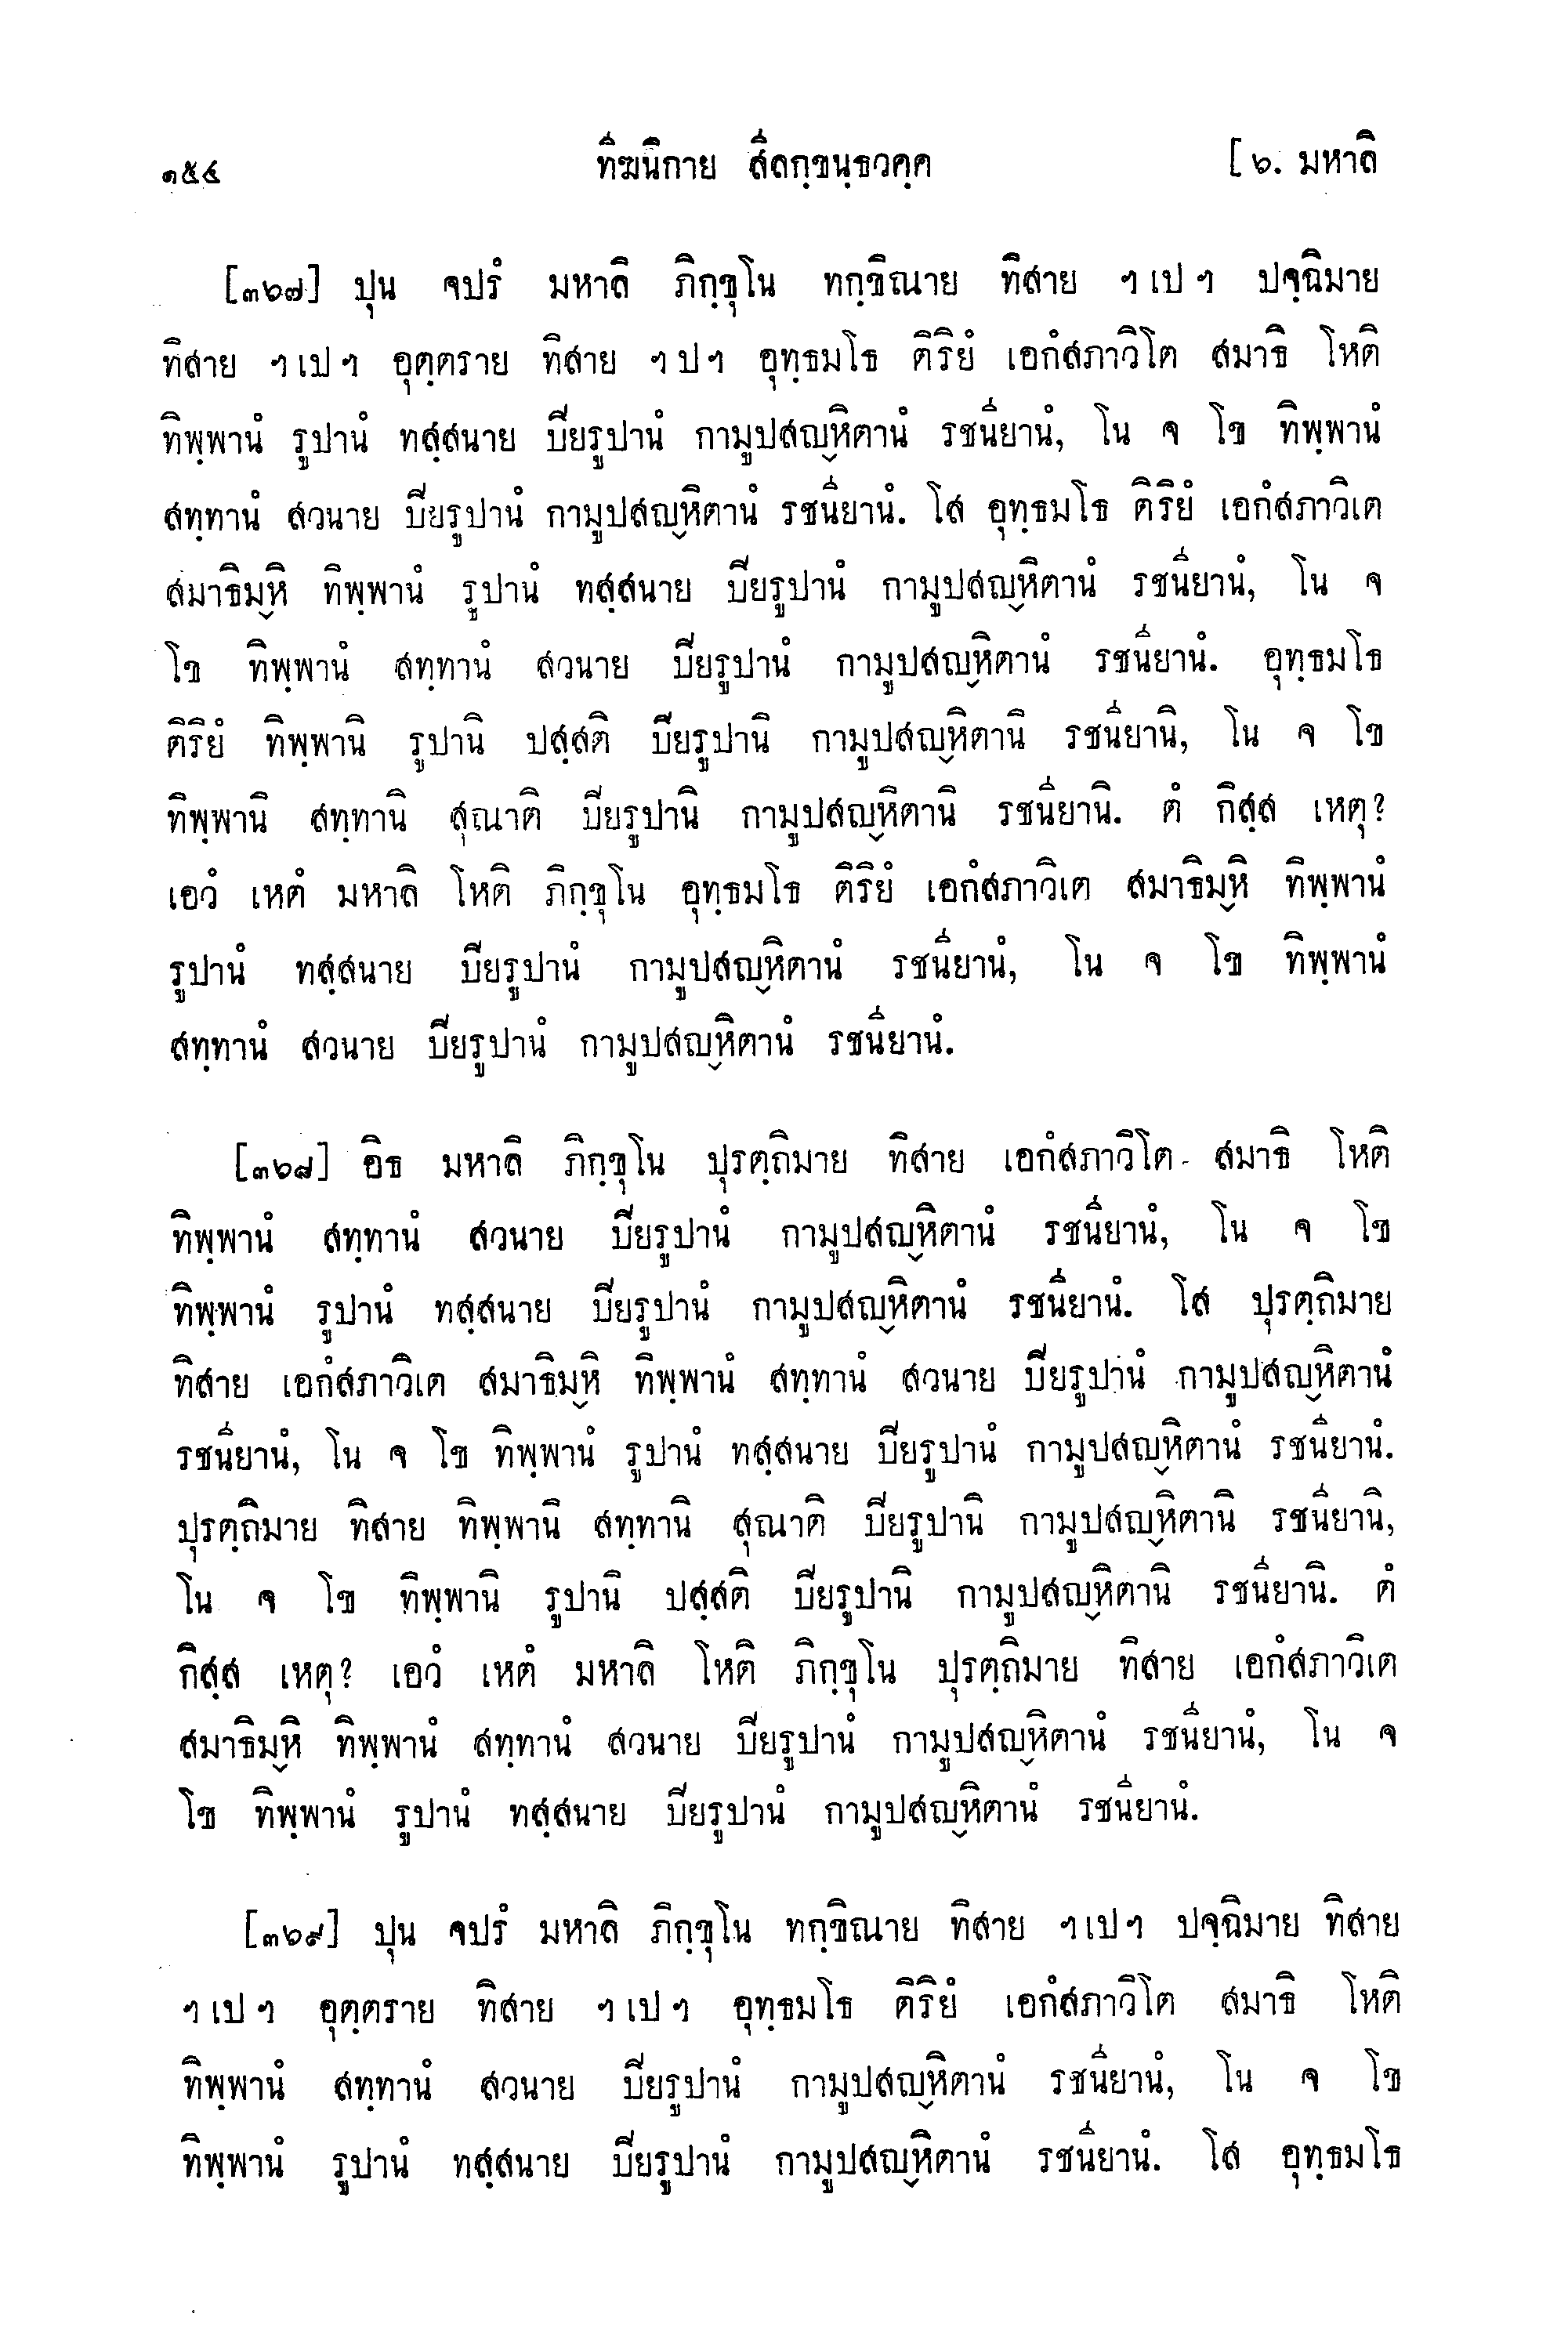 ๑๕๔ ทีฆนิกาย สีลกฺขนฺธวคฺค [ ๖. มหาลิ
[๓๖๗] ปุน จปรํ มหาลิ ภิกฺขุโน ทกฺขิณาย ทิสาย ฯ เป ฯ ปจฺฉิมาย
ทิสาย ฯ เป ฯ อุตฺตราย ทิสาย ฯ ป ฯ อุทฺธมโธ ติริยํ เอกํสภาวิโต สมาธิ โหติ
ทิพฺพานํ รูปานํ ทสฺสนาย ปิยรูปานํ กามูปสญฺหิตานํ รชนียานํ, โน จ โข ทิพฺพานํ
สทฺทานํ สวนาย ปิยรูปานํ กามูปสญฺหิตานํ รชนียานํ. โส อุทฺธมโธ ติริยํ เอกํสภาวิเต
สมาธิมฺหิ ทิพฺพานํ รูปานํ ทสฺสนาย ปิยรูปานํ กามูปสญฺหิตานํ รชนียานํ, โน จ
โข ทิพฺพานํ สทฺทานํ สวนาย ปิยรูปานํ กามูปสญฺหิตานํ รชนียานํ. อุทฺธมโธ
ติริยํ ทิพฺพานิ รูปานิ ปสฺสติ ปิยรูปานิ กามูปสญฺหิตานิ รชนียานิ, โน จ โข
ทิพฺพานิ สทฺทานิ สุณาติ ปิยรูปานิ กามูปสญฺหิตานิ รชนียานิ. ตํ กิสฺส เหตุ?
เอวํ เหตํ มหาลิ โหติ ภิกฺขุโน อุทฺธมโธ ติริยํ เอกํสภาวิเต สมาธิมฺหิ ทิพฺพานํ
รูปานํ ทสฺสนาย ปิยรูปานํ กามูปสญฺหิตานํ รชนียานํ, โน จ โข ทิพฺพานํ
สทฺทานํ สวนาย ปิยรูปานํ กามูปสญฺหิตานํ รชนียานํ.
[๓๖๘] อิธ มหาลิ ภิกฺขุโน ปุรตฺถิมาย ทิสาย เอกํสภาวิโต สมาธิ โหติ
ทิพฺพานํ สทฺทานํ สวนาย ปิยรูปานํ กามูปสญฺหิตานํ รชนียานํ, โน จ โข
ทิพฺพานํ รูปานํ ทสฺสนาย ปิยรูปานํ กามูปสญฺหิตานํ รชนียานํ. โส ปุรตฺถิมาย
ทิสาย เอกํสภาวิเต สมาธิมฺหิ ทิพฺพานํ สทฺทานํ สวนาย ปิยรูปานํ กามูปสญฺหิตานํ
รชนียานํ, โน จ โข ทิพฺพานํ รูปานํ ทสฺสนาย ปิยรูปานํ กามูปสญฺหิตานํ รชนียานํ.
ปุรตฺถิมาย ทิสาย ทิพฺพานิ สทฺทานิ สุณาติ ปิยรูปานิ กามูปสญฺหิตานิ รชนียานิ,
โน จ โข ทิพฺพานิ รูปานิ ปสฺสติ ปิยรูปานิ กามูปสญฺหิตานิ รชนียานิ. ตํ
กิสฺส เหตุ? เอวํ เหตํ มหาลิ โหติ ภิกฺขุโน ปุรตฺถิมาย ทิสาย เอกํสภาวิเต
สมาธิมฺหิ ทิพฺพานํ สทฺทานํ สวนาย ปิยรูปานํ กามูปสญฺหิตานํ รชนียานํ, โน จ
โข ทิพฺพานํ รูปานํ ทสฺสนาย ปิยรูปานํ กามูปสญฺหิตานํ รชนียานํ.
[๓๖๙] ปุน จปรํ มหาลิ ภิกฺขุโน ทกฺขิณาย ทิสาย ฯ เป ฯ ปจฺฉิมาย ทิสาย
ฯ เป ฯ อุตฺตราย ทิสาย ฯ เป ฯ อุทฺธมโธ ติริยํ เอกํสภาวิโต สมาธิ โหติ
ทิพฺพานํ สทฺทานํ สวนาย ปิยรูปานํ กามูปสญฺหิตานํ รชนียานํ, โน จ โข
ทิพฺพานํ รูปานํ ทสฺสนาย ปิยรูปานํ กามูปสญฺหิตานํ รชนียานํ. โส อุทฺธมโธ